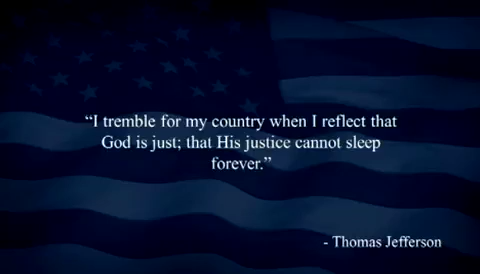 “I tremble for my country when I reflect that
God is just; that His justice cannot sleep
forever.”
- Thomas Jefferson